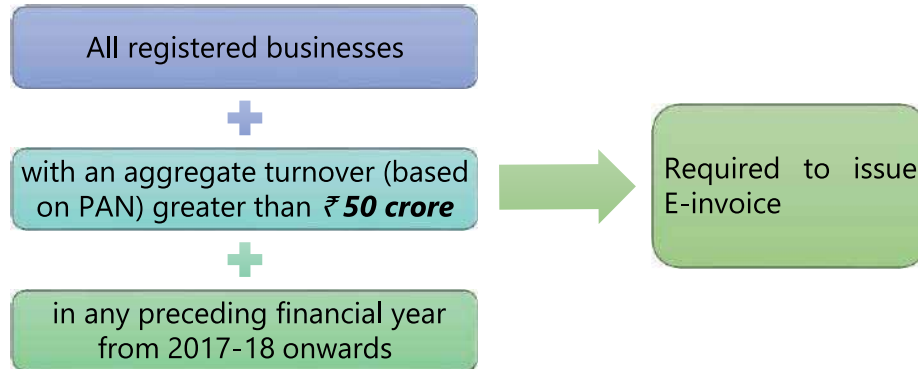 All registered businesses
with an aggregate turnover (based
on PAN) greater than ₹ 50 crore
in any preceding financial year
from 2017-18 onwards
Required to issue
E-invoice